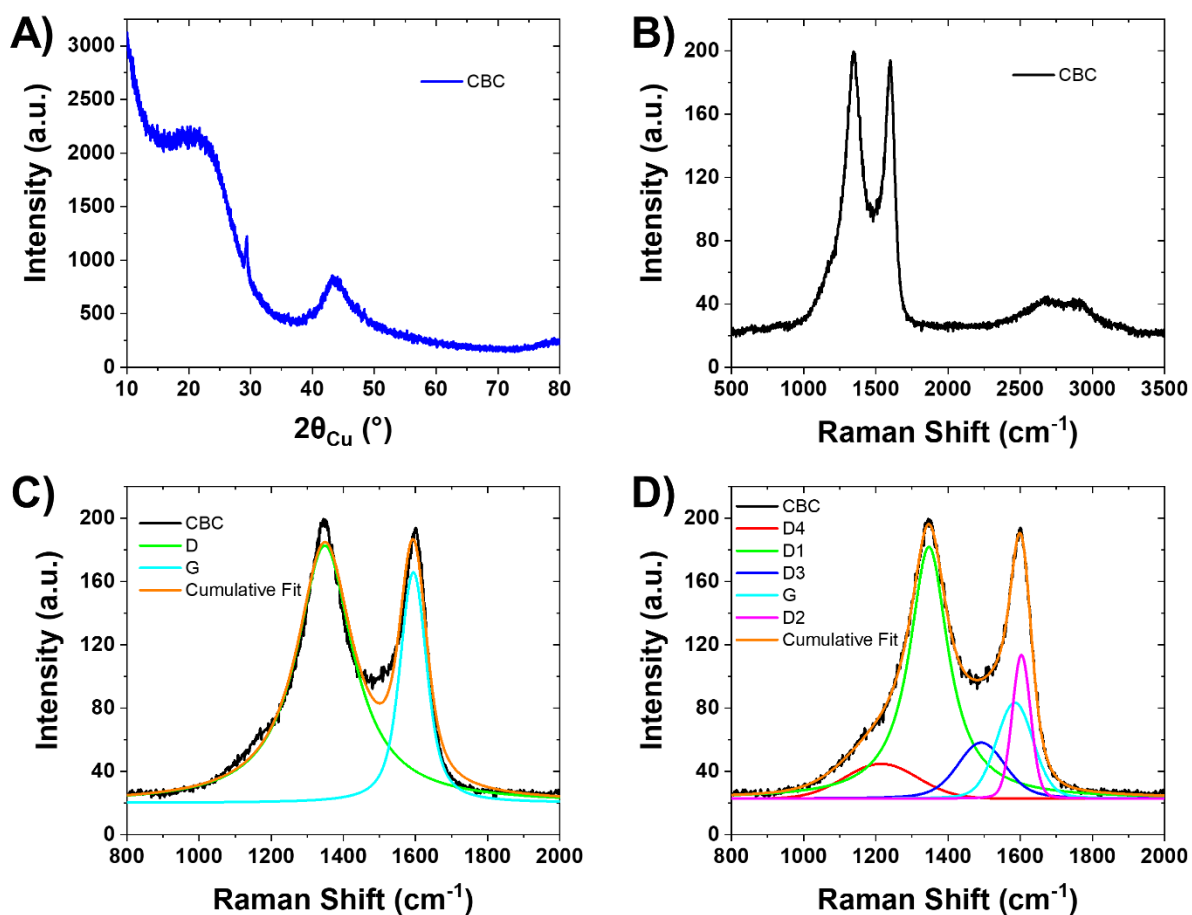 A)
3000
2500
2000
1500
1000
500
0
10 20 30 40 50 60 70 80
Intensity (a.u.)
2θCu (°)
CBC
B)
200
160
120
80
40
0
500 1000 1500 2000 2500 3000 3500
Intensity (a.u.)
Raman Shift (cm-1)
CBC
C)
200
160
120
80
40
0
800 1000 1200 1400 1600 1800 2000
Intensity (a.u.)
Raman Shift (cm-1)
CBC
D
G
Cumulative Fit
D)
200
160
120
80
40
0
800 1000 1200 1400 1600 1800 2000
Intensity (a.u.)
Raman Shift (cm-1)
CBC
D4
D1
D3
G
D2
Cumulative Fit